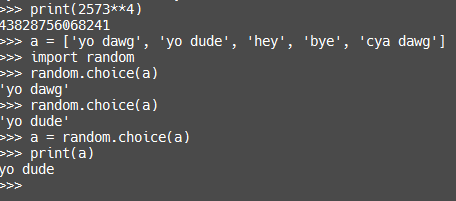 >>> print(2573**4)
43828756068241
>>> a = ['yo dawg', 'yo dude', 'hey', 'bye', 'cya dawg']
>>> import random
>>> random.choice(a)
'yo dawg'
>>> random.choice(a)
'yo dude'
>>> a = random.choice(a)
>>> print(a)
yo dude
>>>